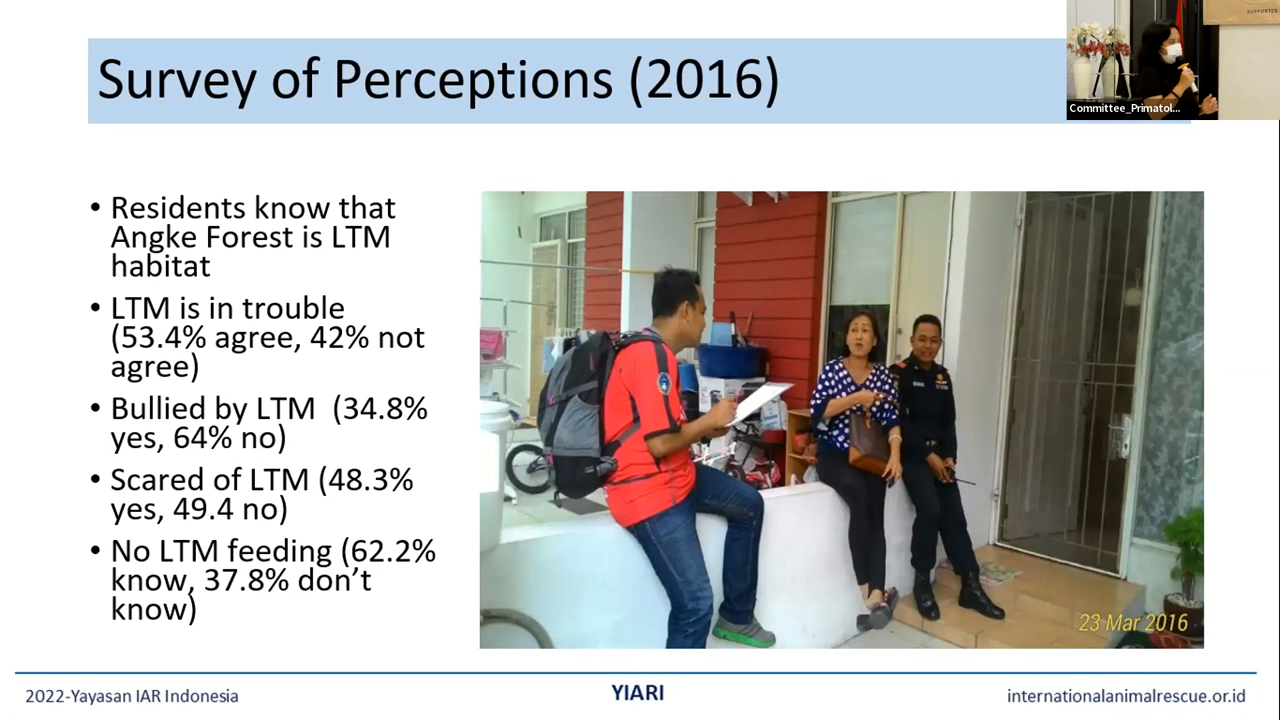 Survey of Perceptions (2016)
SUPPORTED
Committee_Primatol...
• Residents know that
Angke Forest is LTM
habitat
• LTM is in trouble
(53.4% agree, 42% not
agree)
• Bullied by LTM (34.8%
yes, 64% no)
• Scared of LTM (48.3%
yes, 49.4 no)
• No LTM feeding (62.2%
know, 37.8% don’t
know)
23 Mar 2016
2022-Yayasan IAR Indonesia
YIARI
internationalanimalrescue.or.id